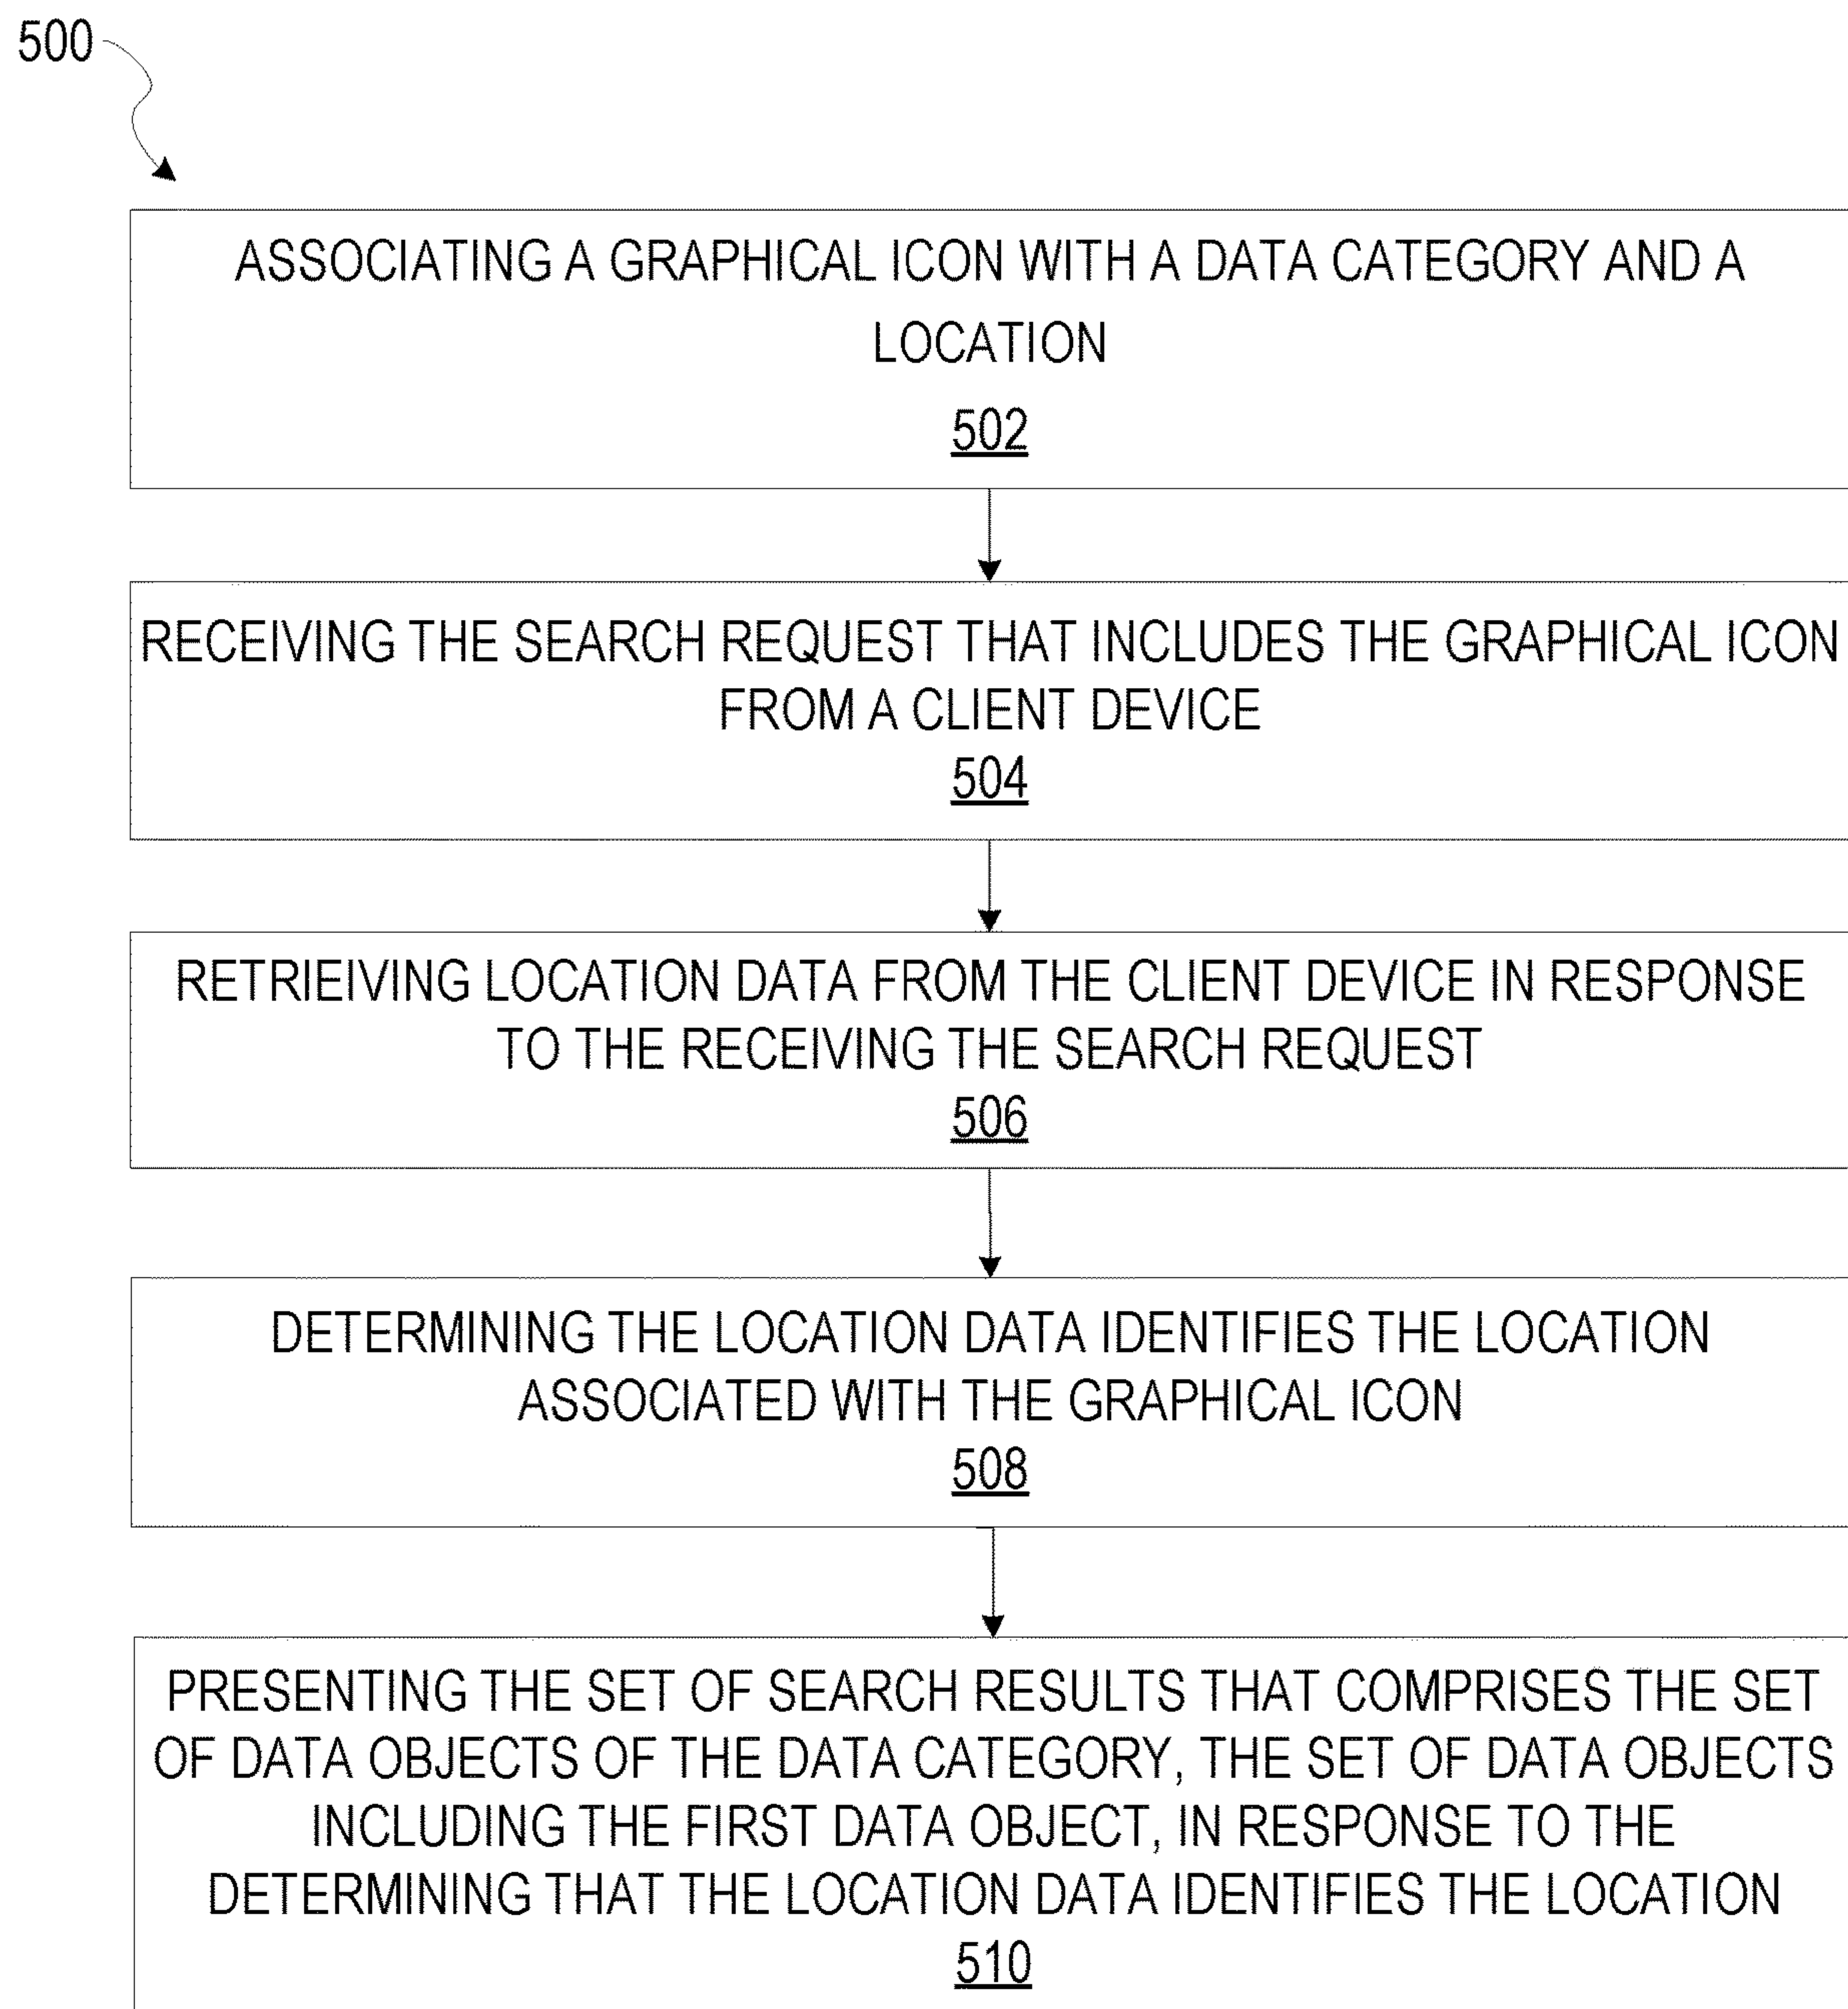 500
ASSOCIATING A GRAPHICAL ICON WITH A DATA CATEGORY AND A
LOCATION
502
RECEIVING THE SEARCH REQUEST THAT INCLUDES THE GRAPHICAL ICON
FROM A CLIENT DEVICE
504
RETRIEIVING LOCATION DATA FROM THE CLIENT DEVICE IN RESPONSE
TO THE RECEIVING THE SEARCH REQUEST
506
DETERMINING THE LOCATION DATA IDENTIFIES THE LOCATION
ASSOCIATED WITH THE GRAPHICAL ICON
508
PRESENTING THE SET OF SEARCH RESULTS THAT COMPRISES THE SET
OF DATA OBJECTS OF THE DATA CATEGORY, THE SET OF DATA OBJECTS
INCLUDING THE FIRST DATA OBJECT, IN RESPONSE TO THE
DETERMINING THAT THE LOCATION DATA IDENTIFIES THE LOCATION
510